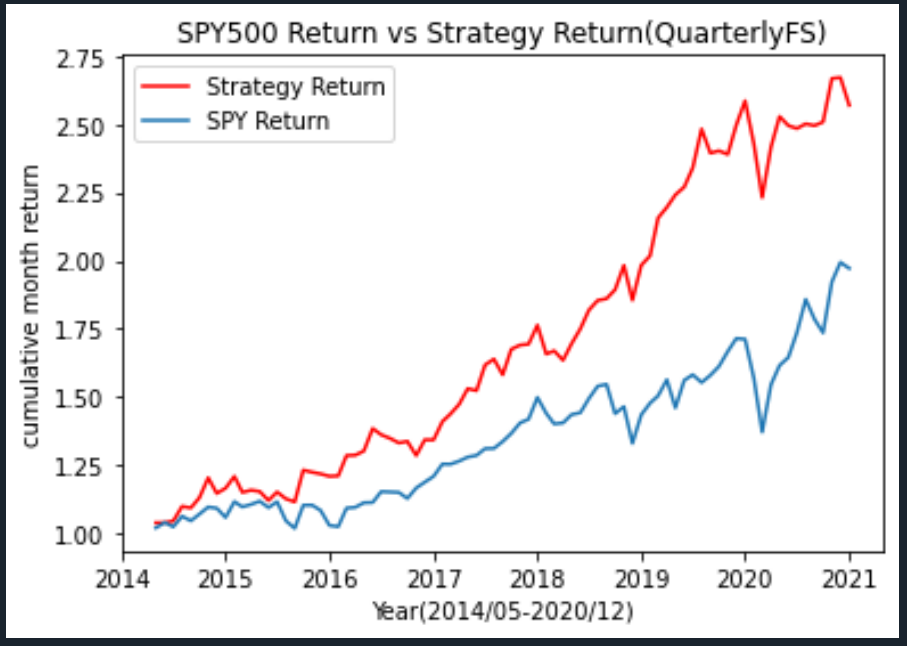 SPY500 Return vs Strategy Return(QuarterlyFS)
Strategy Return
SPY Return
cumulative month return
2.75
2.50
2.25
2.00
1.75
1.50
1.25
1.00
2014 2015 2016 2017 2018 2019 2020 2021
Year(2014/05-2020/12)